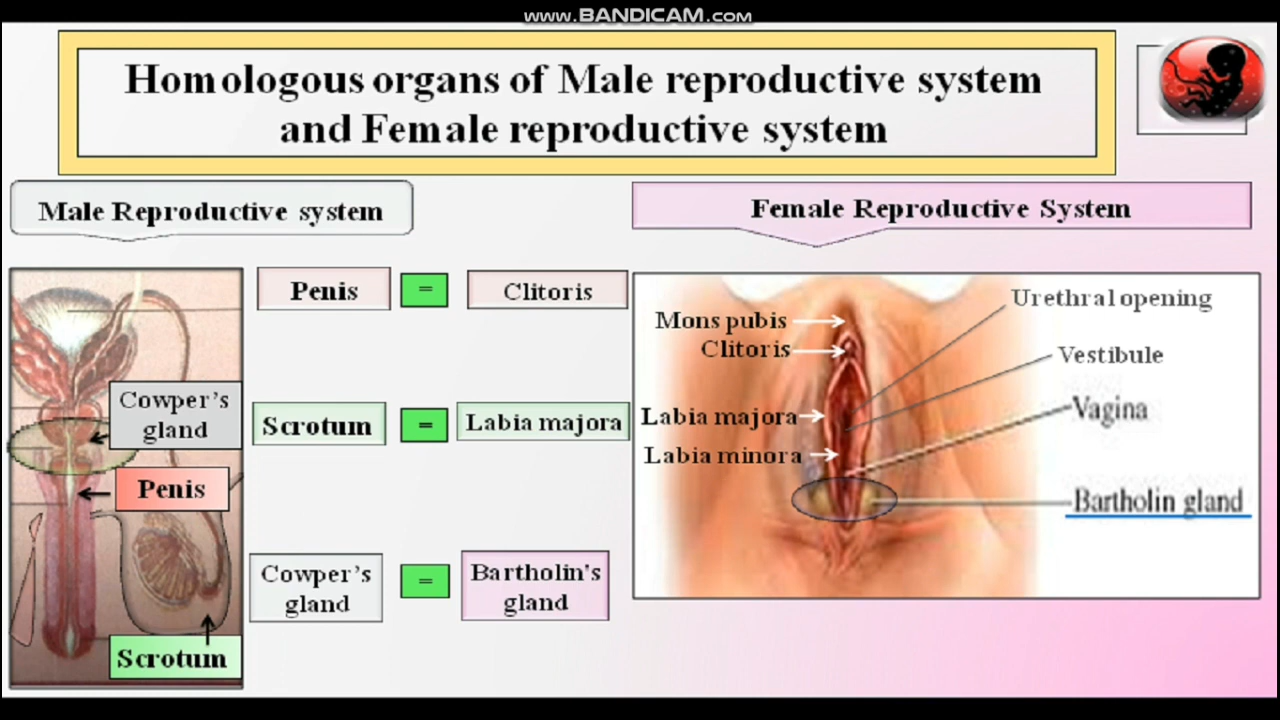 www.BANDICAM.com
Homologous organs of Male reproductive system
and Female reproductive system
Male Reproductive system
Female Reproductive System
Penis = Clitoris
Scrotum = Labia majora
Cowper's
gland
=
Bartholin's
gland
Cowper's
gland
Penis
Scrotum
Mons pubis
Clitoris
Labia majora
Labia minora
Urethral opening
Vestibule
Vagina
Bartholin gland